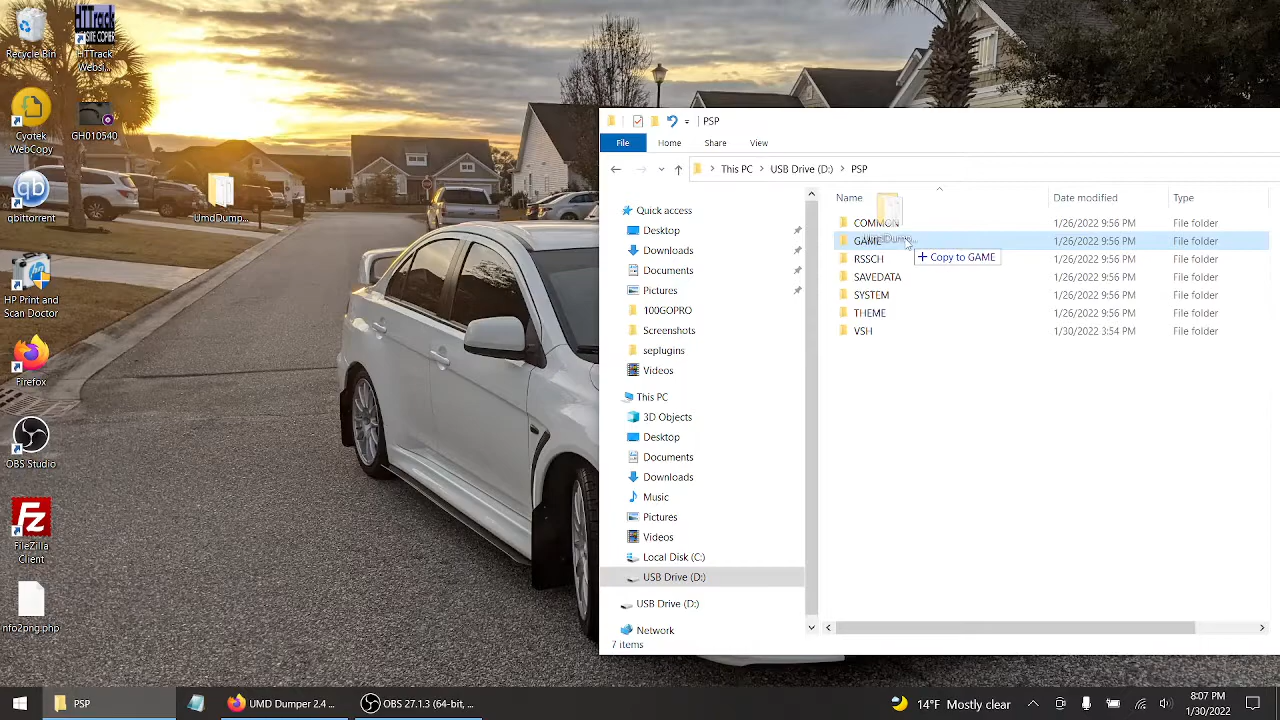 Recycle Bin
HTTrack
WEBSITE COPIER
HTTrack
Websi...
Cyotek
WebCopy
GH010540
qb
qbittorrent
UmdDump...
HP Print and
Scan Doctor
Firefox
OBS Studio
Fz
FileZilla
Client
nfo2png.php
PSP
File
Home
Share
View
This PC
USB Drive (D:)
PSP
Quick access
Desktop
Downloads
Documents
Pictures
100GOPRO
Screenshots
seplugins
Videos
This PC
3D Objects
Desktop
Documents
Downloads
Music
Pictures
Videos
Local Disk (C:)
USB Drive (D:)
USB Drive (D:)
Network
Name
Date modified
Type
COMMON
1/26/2022 9:56 PM
File folder
GAME
1/26/2022 9:56 PM
File folder
Copy to GAME
RSSCH
1/26/2022 9:56 PM
File folder
SAVEDATA
1/26/2022 9:56 PM
File folder
SYSTEM
1/26/2022 9:56 PM
File folder
THEME
1/26/2022 9:56 PM
File folder
VSH
1/30/2022 3:54 PM
File folder
7 items
PSP
UMD Dumper 2.4 ...
OBS 27.1.3 (64-bit, ...
14°F Mostly clear
8:07 PM
1/30/2022